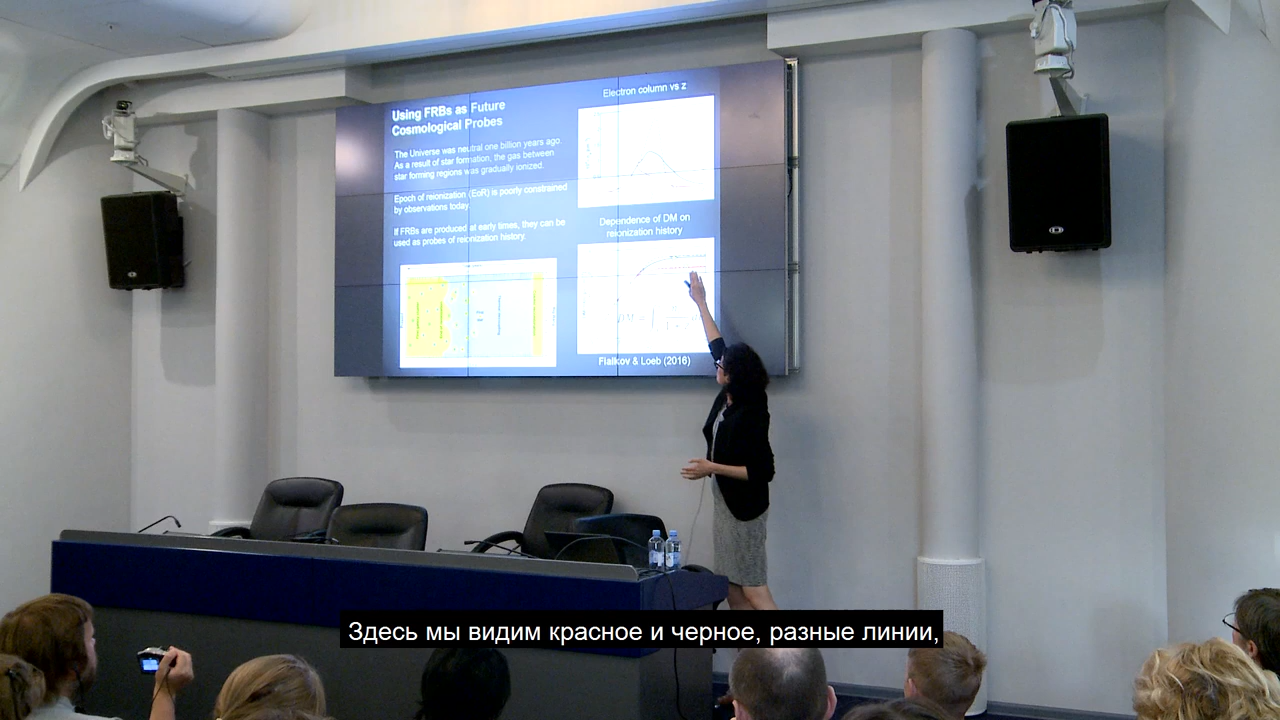 Using FRBs as Future
Cosmological Probes
The Universe was neutral one billion years ago.
As a result of star formation, the gas between
star forming regions was gradually ionized.
Epoch of reionization (EoR) is poorly constrained
by observations today.
If FRBs are produced at early times, they can be
used as probes of reionization history.
Electron column vs z
Dependence of DM on
reionization history
Fialkov & Loeb (2016)
Здесь мы видим красное и черное, разные линии,